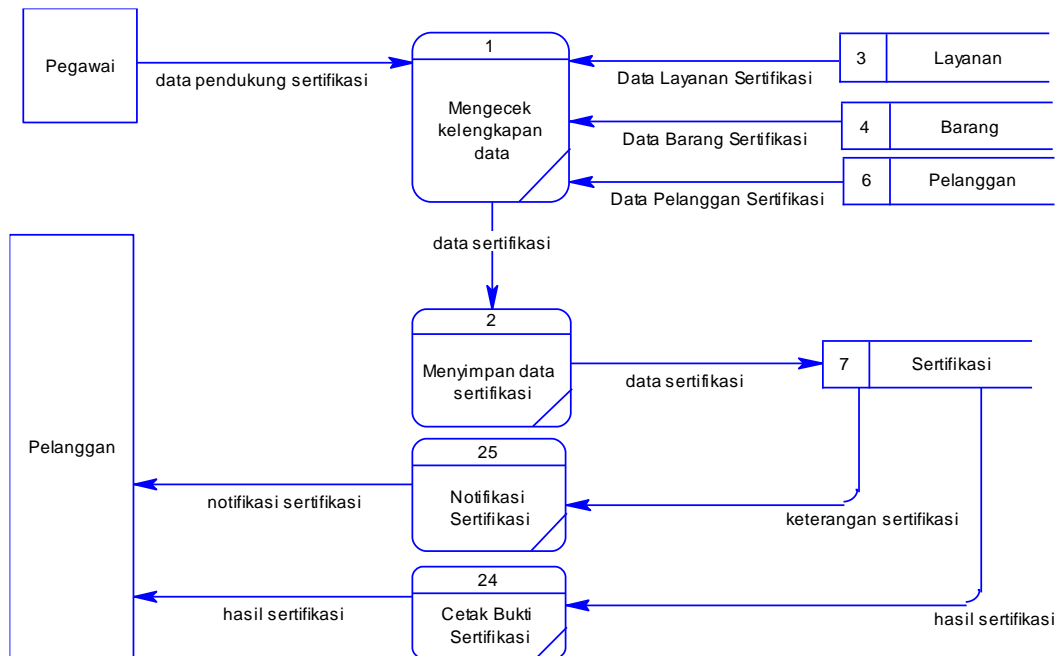 1
Pegawai
data pendukung sertifikasi
Mengecek
kelengkapan
data
Data Layanan Sertifikasi
3
Layanan
Data Barang Sertifikasi
4
Barang
Data Pelanggan Sertifikasi
6
Pelanggan
data sertifikasi
2
Menyimpan data
sertifikasi
data sertifikasi
7
Sertifikasi
Pelanggan
25
Notifikasi
Sertifikasi
notifikasi sertifikasi
keterangan sertifikasi
24
Cetak Bukti
Sertifikasi
hasil sertifikasi
hasil sertifikasi